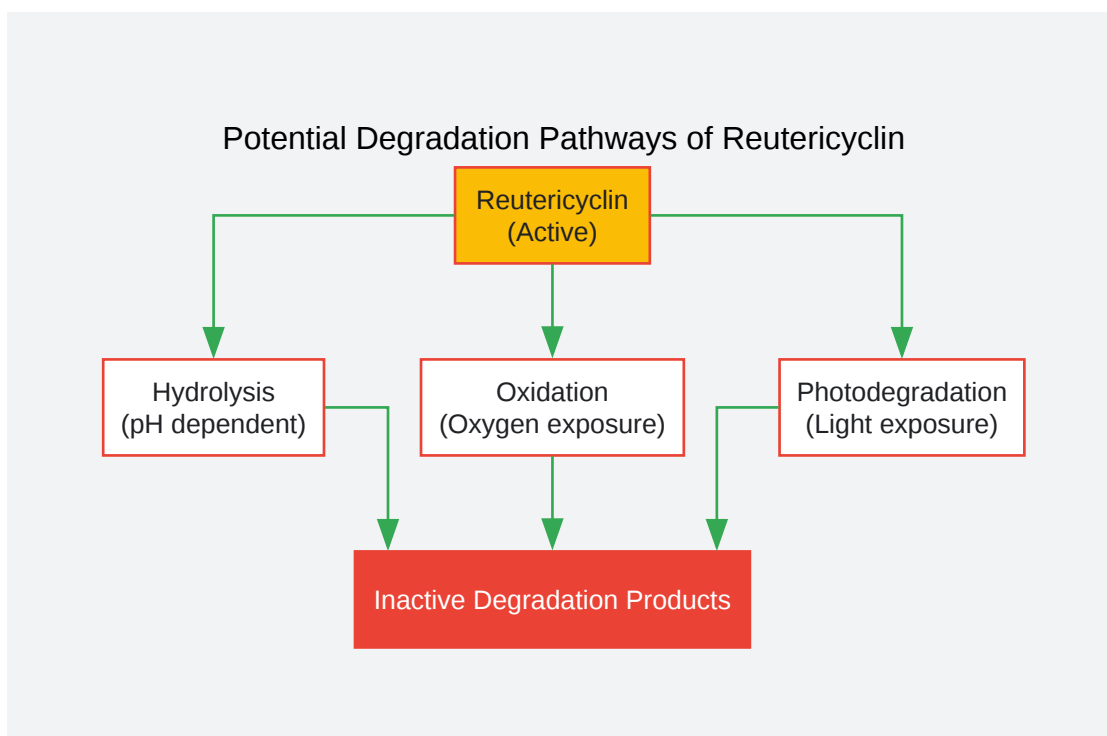 Potential Degradation Pathways of Reutericyclin
Reutericyclin
(Active)
Hydrolysis
(pH dependent)
Oxidation
(Oxygen exposure)
Photodegradation
(Light exposure)
Inactive Degradation Products